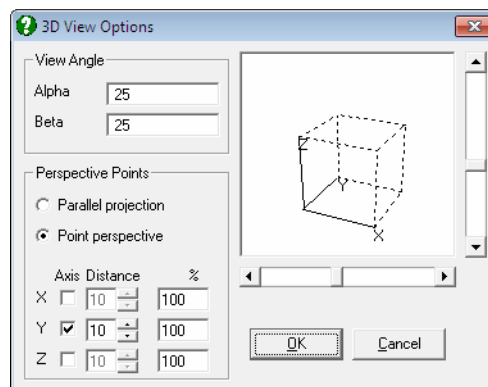 3D View Options
View Angle
Alpha 25
Beta 25
Perspective Points
Parallel projection
Point perspective
Axis Distance %
X 10 100
Y 10 100
Z 10 100
Z
Y
X
OK Cancel